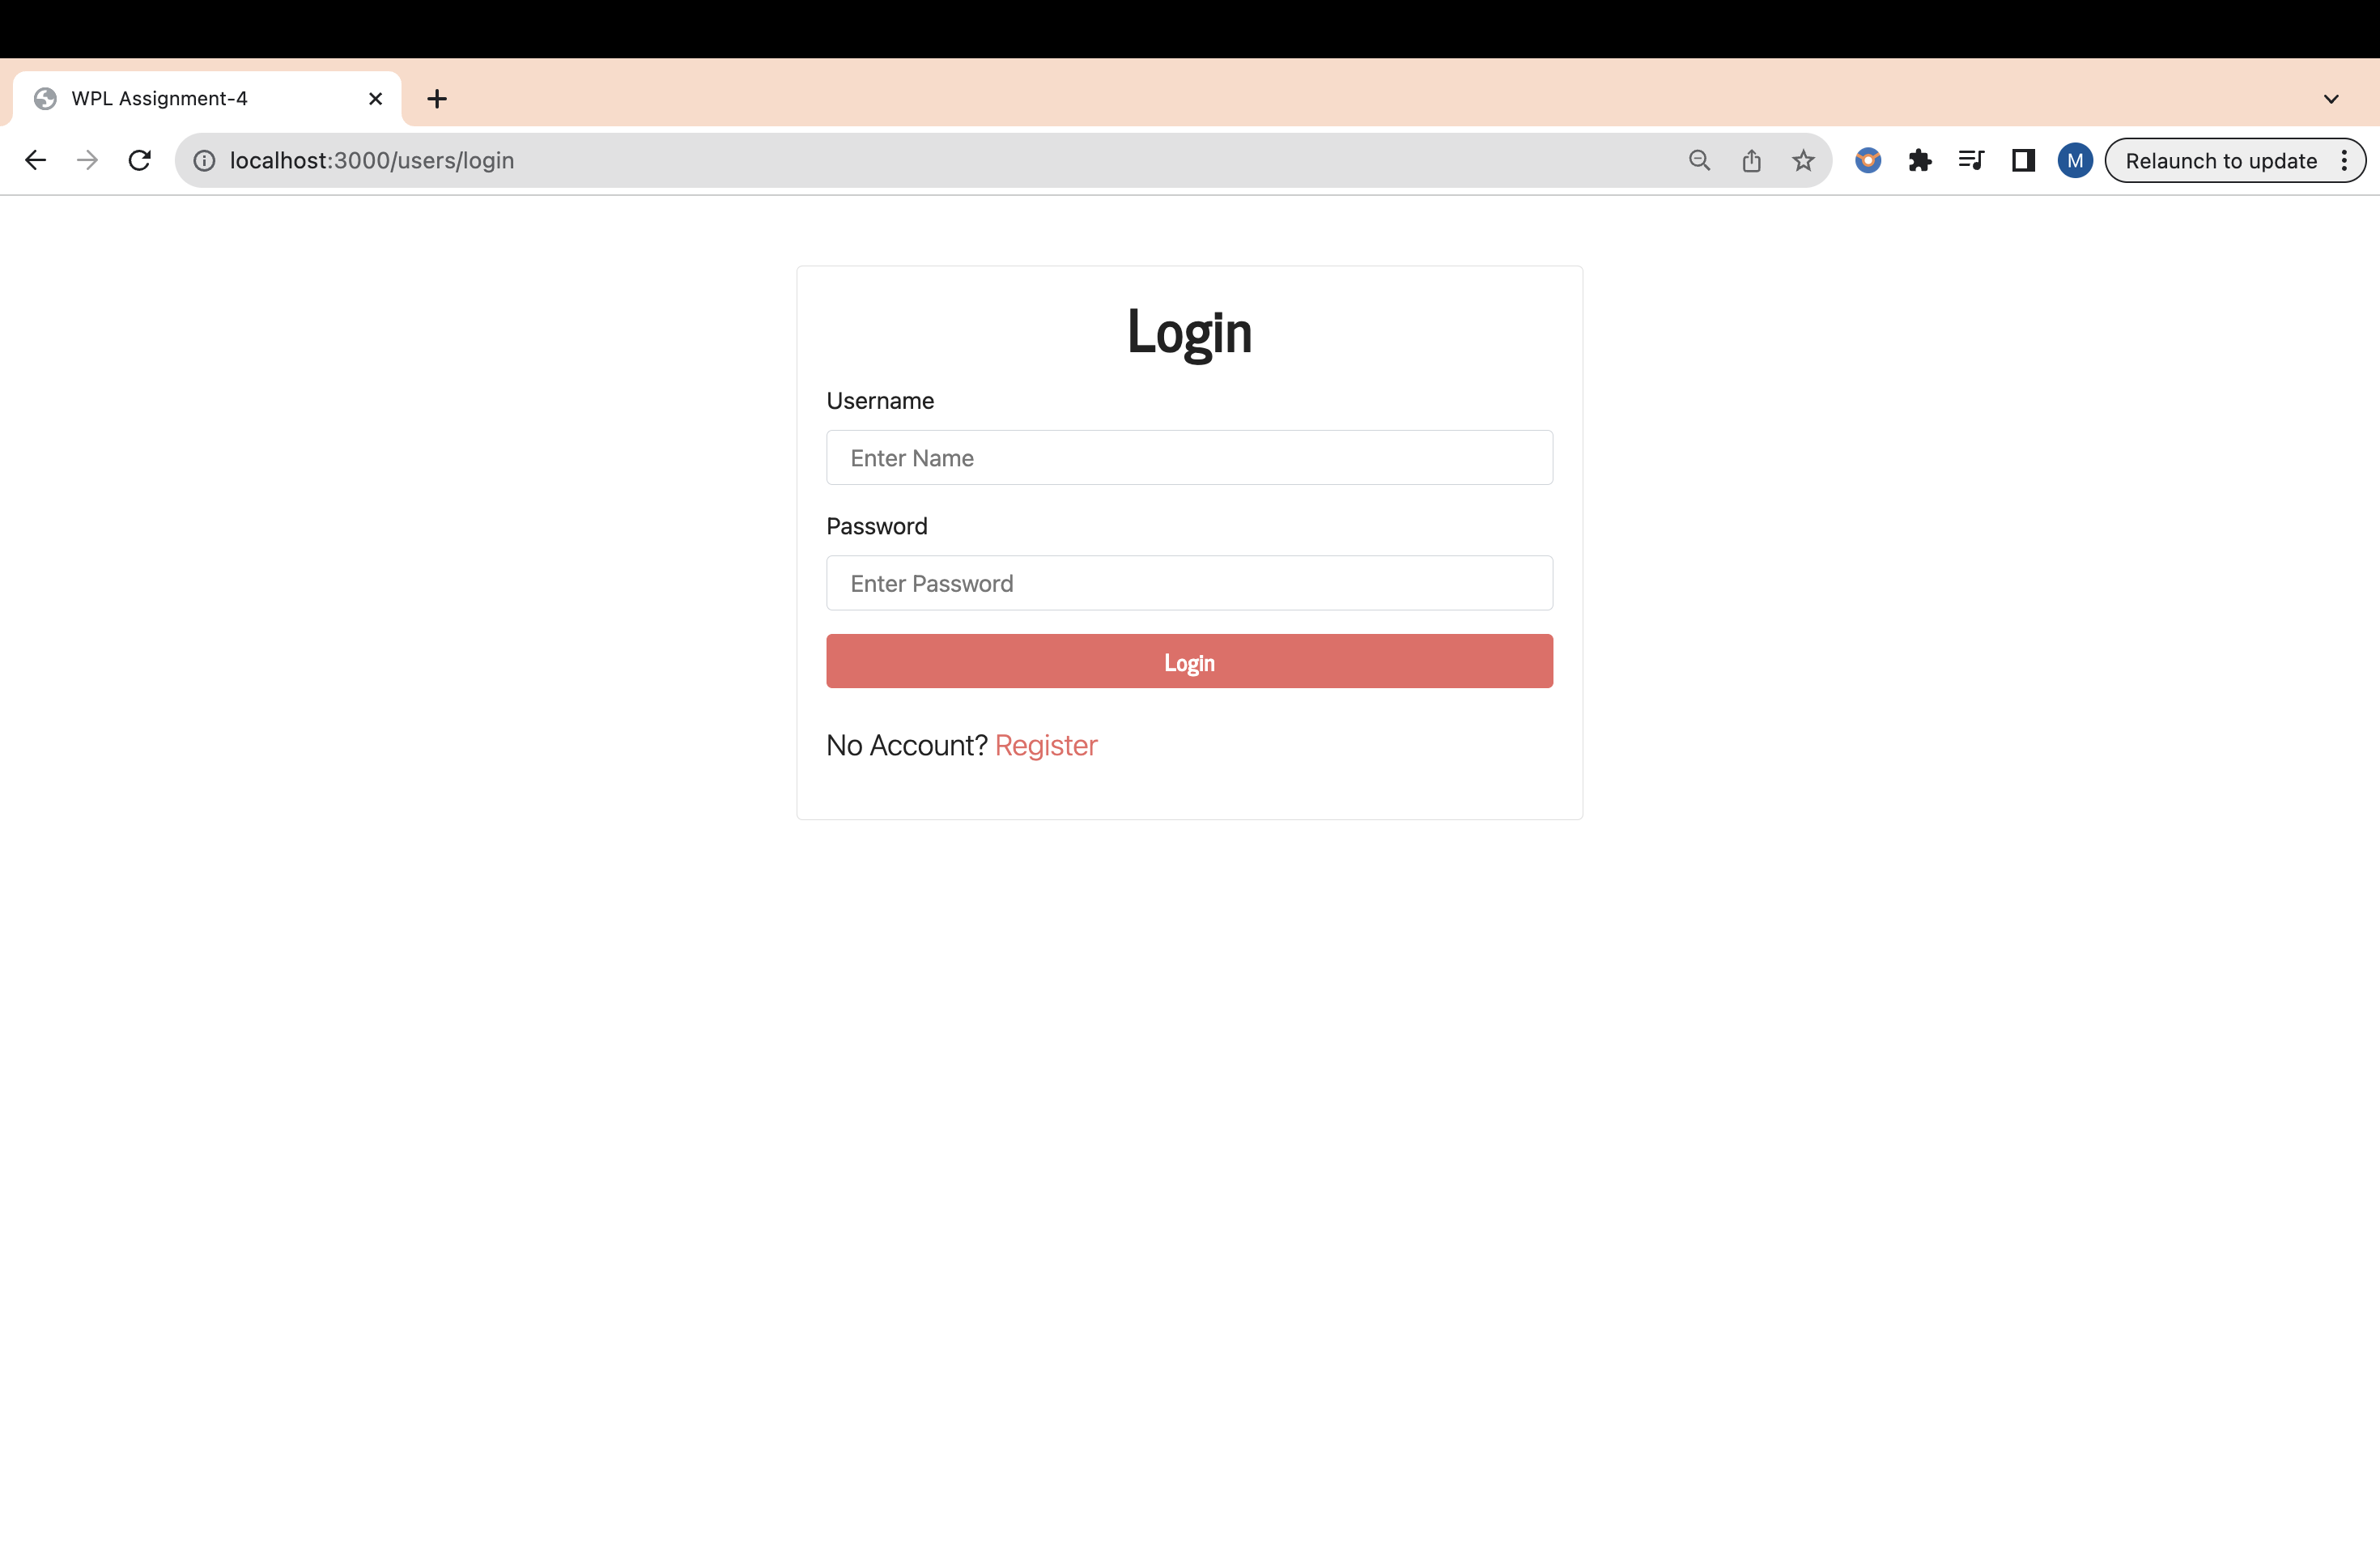 WPL Assignment-4
localhost:3000/users/login
M
Relaunch to update
Login
Username
Enter Name
Password
Enter Password
Login
No Account? Register